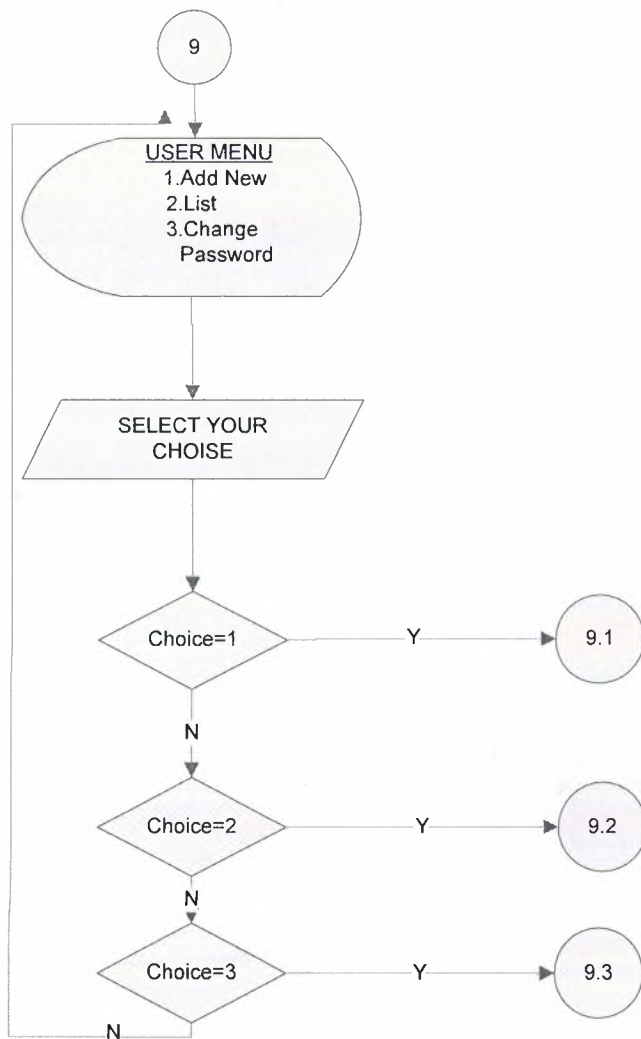 9
USER MENU
1.Add New
2.List
3.Change
Password
SELECT YOUR
CHOISE
Choice=1
Y
9.1
N
Choice=2
Y
9.2
N
Choice=3
Y
9.3
N